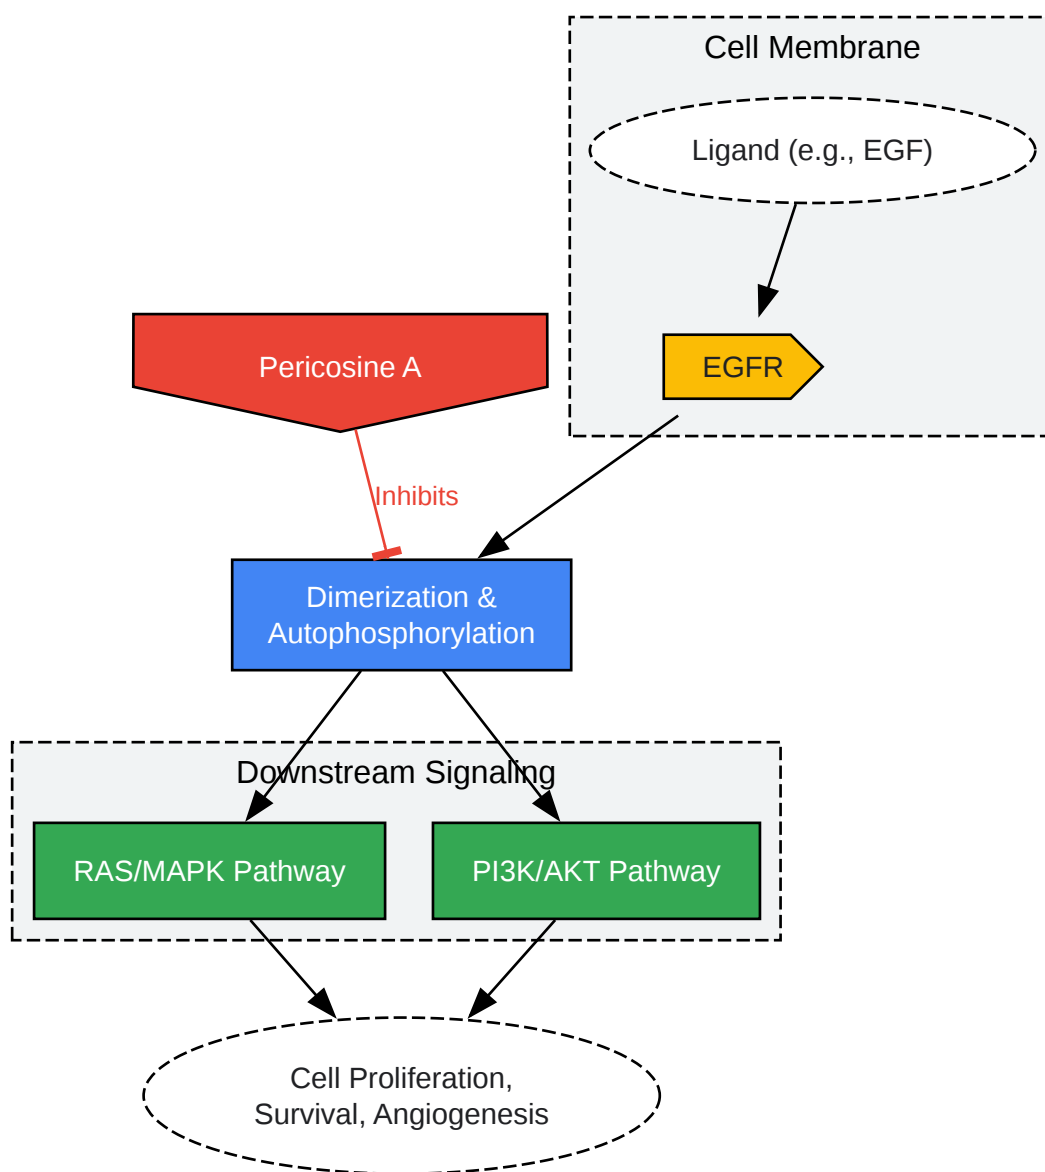 Cell Membrane
Ligand (e.g., EGF)
Pericosine A
EGFR
Inhibits
Dimerization &
Autophosphorylation
Downstream Signaling
RAS/MAPK Pathway
PI3K/AKT Pathway
Cell Proliferation,
Survival, Angiogenesis